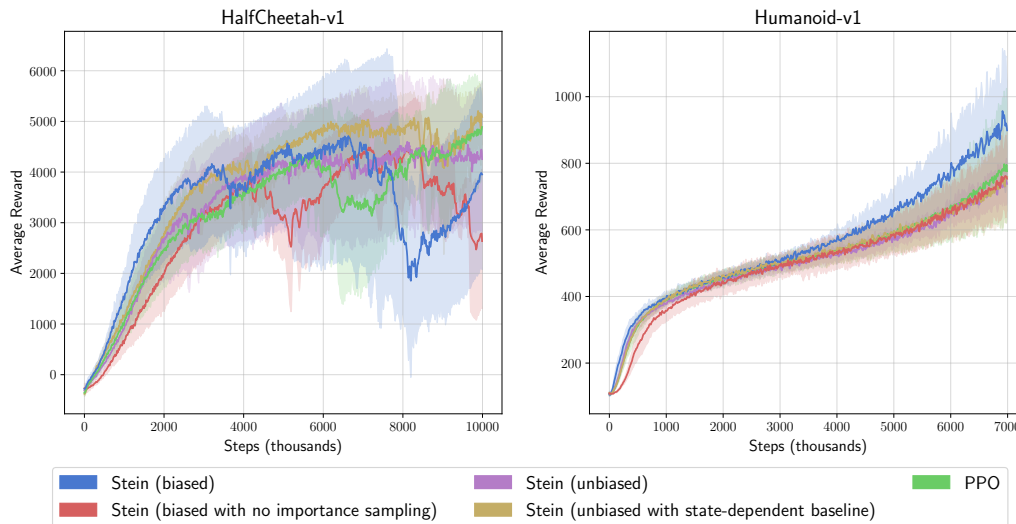 HalfCheetah-v1
Humanoid-v1
Average Reward
6000
5000
4000
3000
2000
1000
0
0 2000 4000 6000 8000 10000
Steps (thousands)
Average Reward
1000
800
600
400
200
0 1000 2000 3000 4000 5000 6000 7000
Steps (thousands)
Stein (biased)
Stein (unbiased)
PPO
Stein (biased with no importance sampling)
Stein (unbiased with state-dependent baseline)